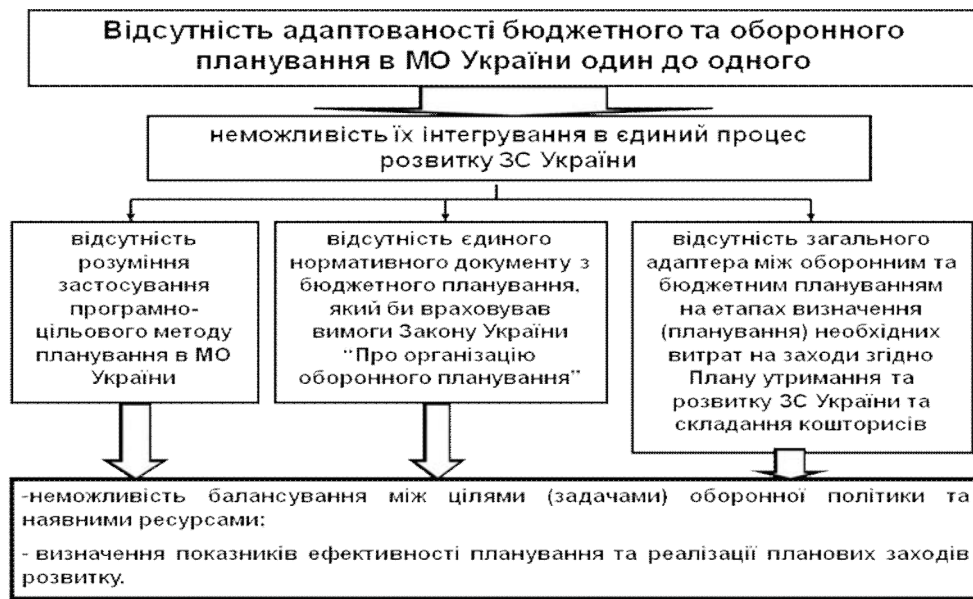 Відсутність адаптованості бюджетного та оборонного
планування в МО України один до одного
неможливість їх інтегрування в єдиний процес
розвитку ЗС України
відсутність
розуміння
застосування
програмно-
цільового методу
планування в МО
України
відсутність єдиного
нормативного документу з
бюджетного планування,
який би враховував
вимоги Закону України
“Про організацію
оборонного планування”
відсутність загального
адаптера між оборонним та
бюджетним плануванням
на етапах визначення
(планування) необхідних
витрат на заходи згідно
Плану утримання та
розвитку ЗС України та
складання кошторисів
-неможливість балансування між цілями (задачами) оборонної політики та
наявними ресурсами;
- визначення показників ефективності планування та реалізації планових заходів
розвитку.